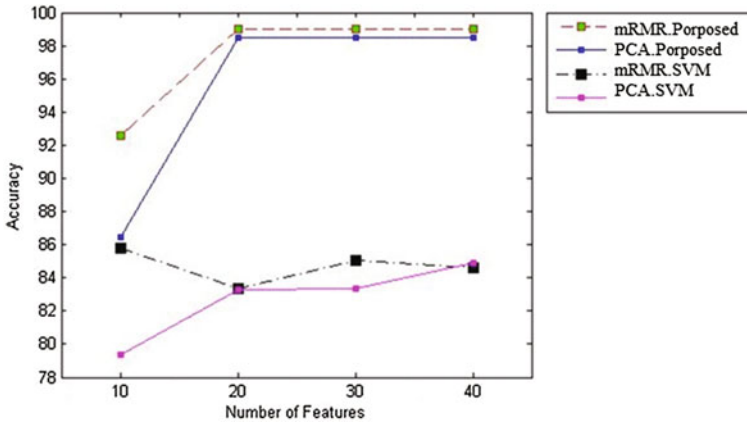 100
98
96
94
92
90
88
86
84
82
80
78
Accuracy
10
20
30
40
Number of Features
mRMR.Porposed
PCA.Porposed
mRMR.SVM
PCA.SVM